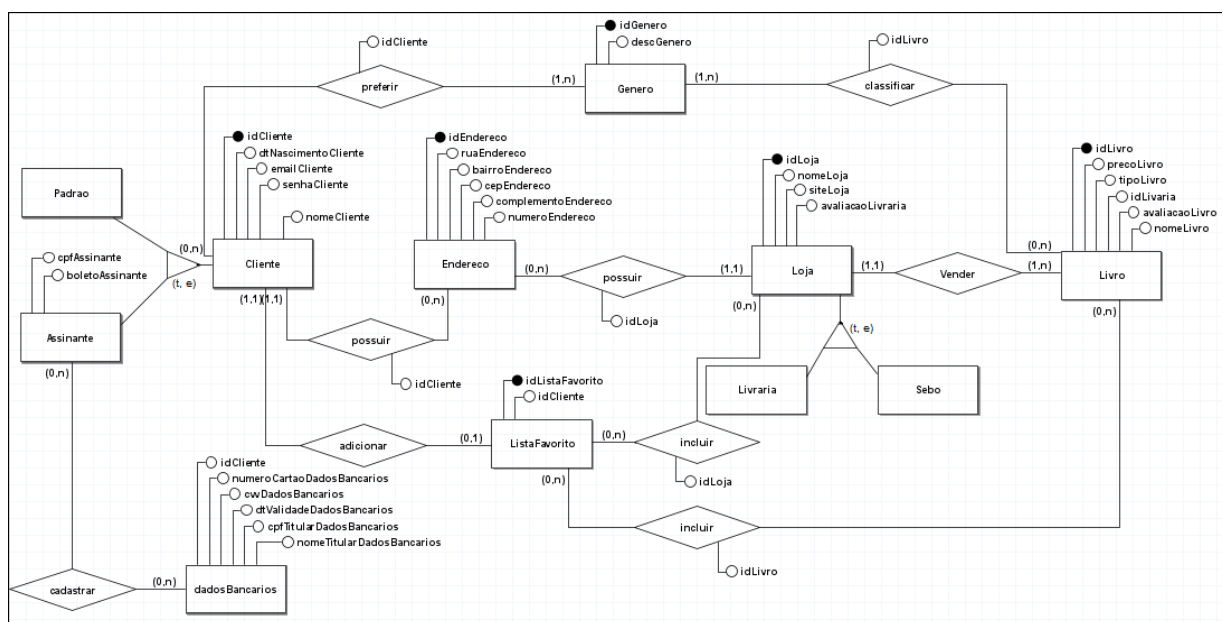 idCliente
preferir
(1,n)
idGenero
descGenero
Genero
(1,n)
idLivro
classificar
Padrao
cpfAssinante
boletoAssinante
Assinante
(0,n)
(t, e)
(0,n)
idCliente
dtNascimentoCliente
emailCliente
senhaCliente
nomeCliente
Cliente
(1,1)
(1,1)
possuir
idCliente
idEndereco
ruaEndereco
bairroEndereco
cepEndereco
complementoEndereco
numeroEndereco
Endereco
(0,n)
(0,n)
possuir
idLoja
(1,1)
idLoja
nomeLoja
siteLoja
avaliacaoLivraria
Loja
(0,n)
(1,1)
Vender
(1,n)
idLivro
precoLivro
tipoLivro
idLivaria
avaliacaoLivro
nomeLivro
(0,n)
Livro
(0,n)
(t, e)
Livraria
Sebo
adicionar
(0,1)
idListaFavorito
idCliente
ListaFavorito
(0,n)
(0,n)
incluir
idLoja
incluir
idLivro
cadastrar
(0,n)
idCliente
numeroCartaoDadosBancarios
cvvDadosBancarios
dtValidadeDadosBancarios
cpfTitularDadosBancarios
nomeTitularDadosBancarios
dadosBancarios